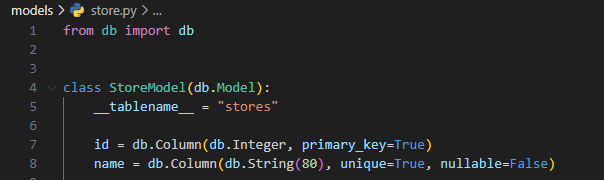 models > store.py > ...
1 from db import db
2
3
4 class StoreModel(db.Model):
5     __tablename__ = "stores"
6
7     id = db.Column(db.Integer, primary_key=True)
8     name = db.Column(db.String(80), unique=True, nullable=False)